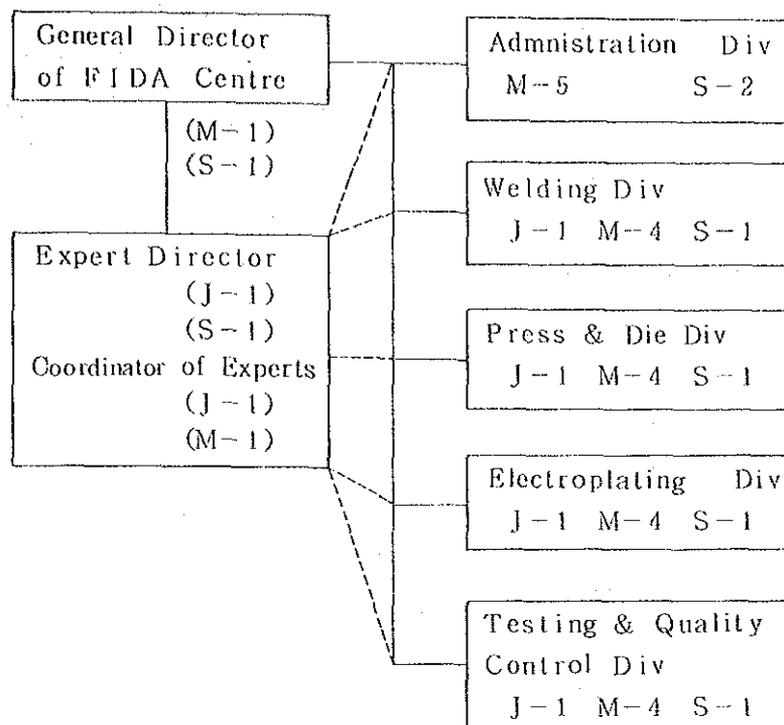 General Director
of FIDA Centre
(M-1)
(S-1)
Expert Director
(J-1)
(S-1)
Coordinator of Experts
(J-1)
(M-1)
Admnistration Div
M-5 S-2
Welding Div
J-1 M-4 S-1
Press & Die Div
J-1 M-4 S-1
Electroplating Div
J-1 M-4 S-1
Testing & Quality
Control Div
J-1 M-4 S-1